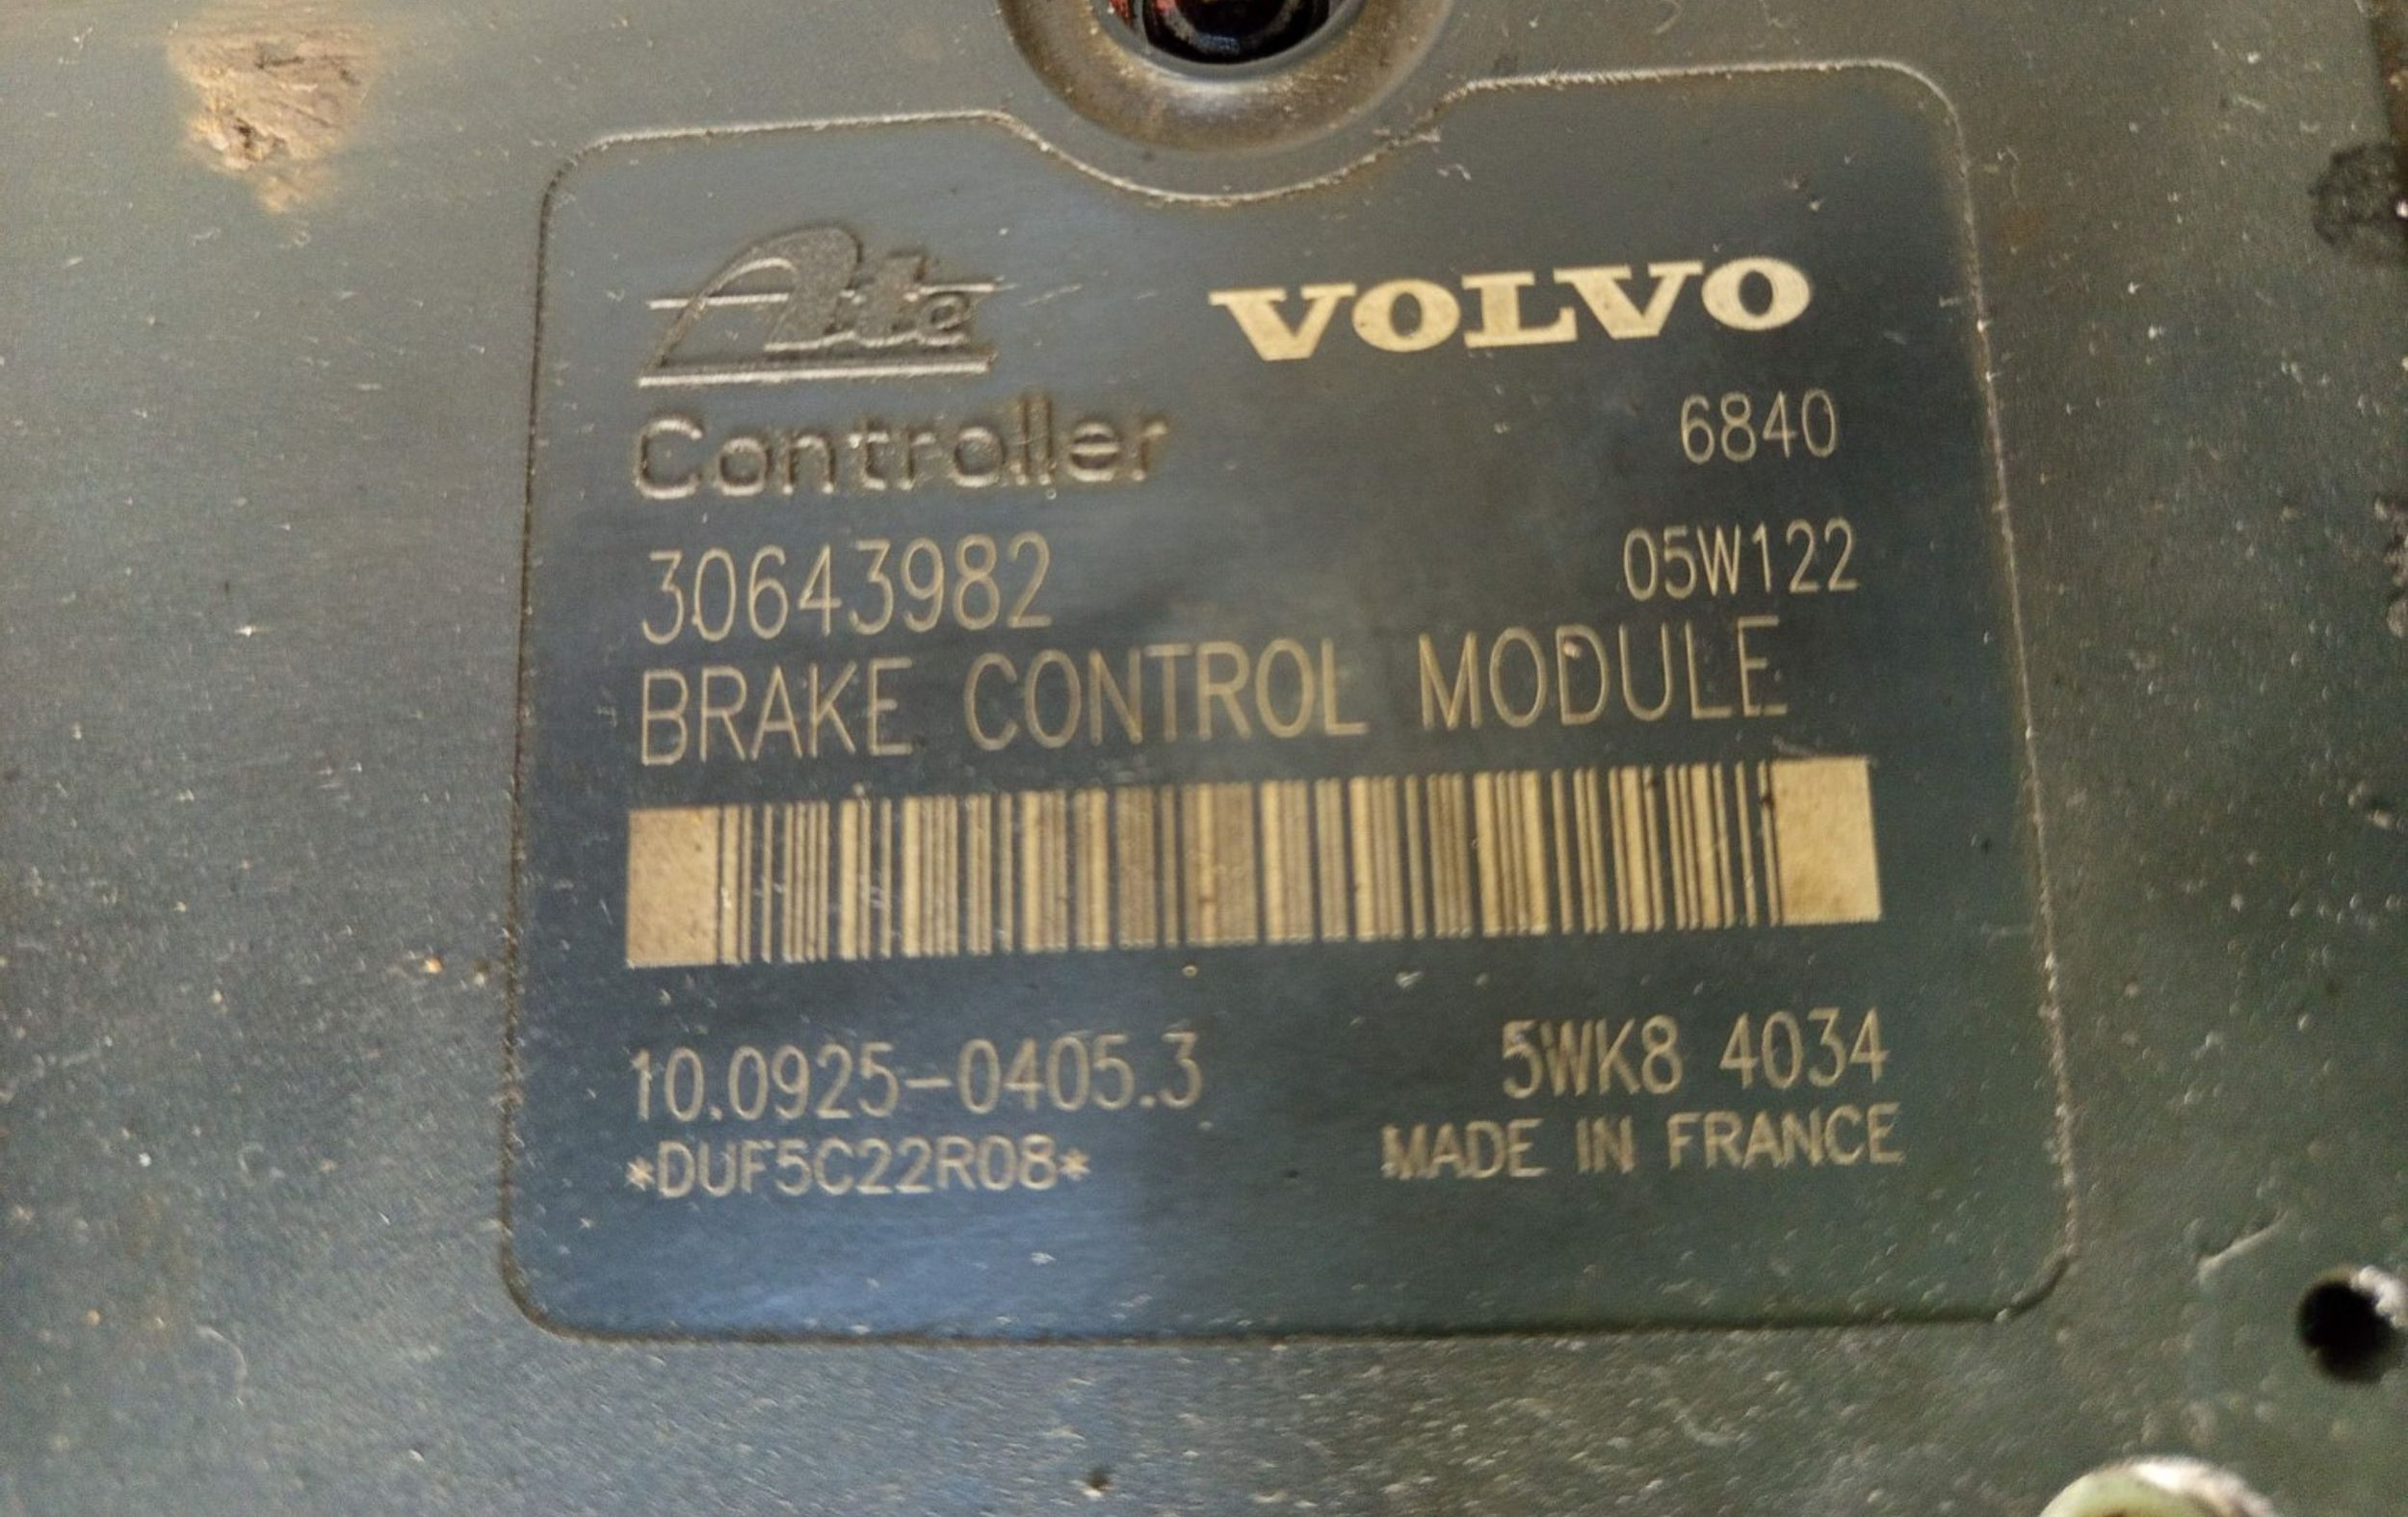 Ate
VOLVO
Controller
6840
30643982
05W122
BRAKE CONTROL MODULE
10.0925-0405.3
5WK8 4034
*DUF5C22R08*
MADE IN FRANCE